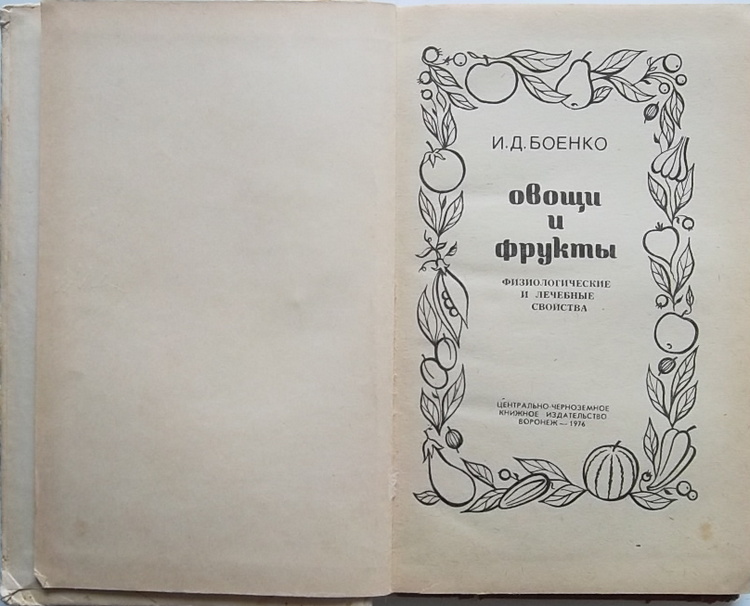 И.Д.БОЕНКО
овощи
и
фрукты
ФИЗИОЛОГИЧЕСКИЕ
И ЛЕЧЕБНЫЕ
СВОЙСТВА
ЦЕНТРАЛЬНО-ЧЕРНОЗЕМНОЕ
КНИЖНОЕ ИЗДАТЕЛЬСТВО
ВОРОНЕЖ — 1976